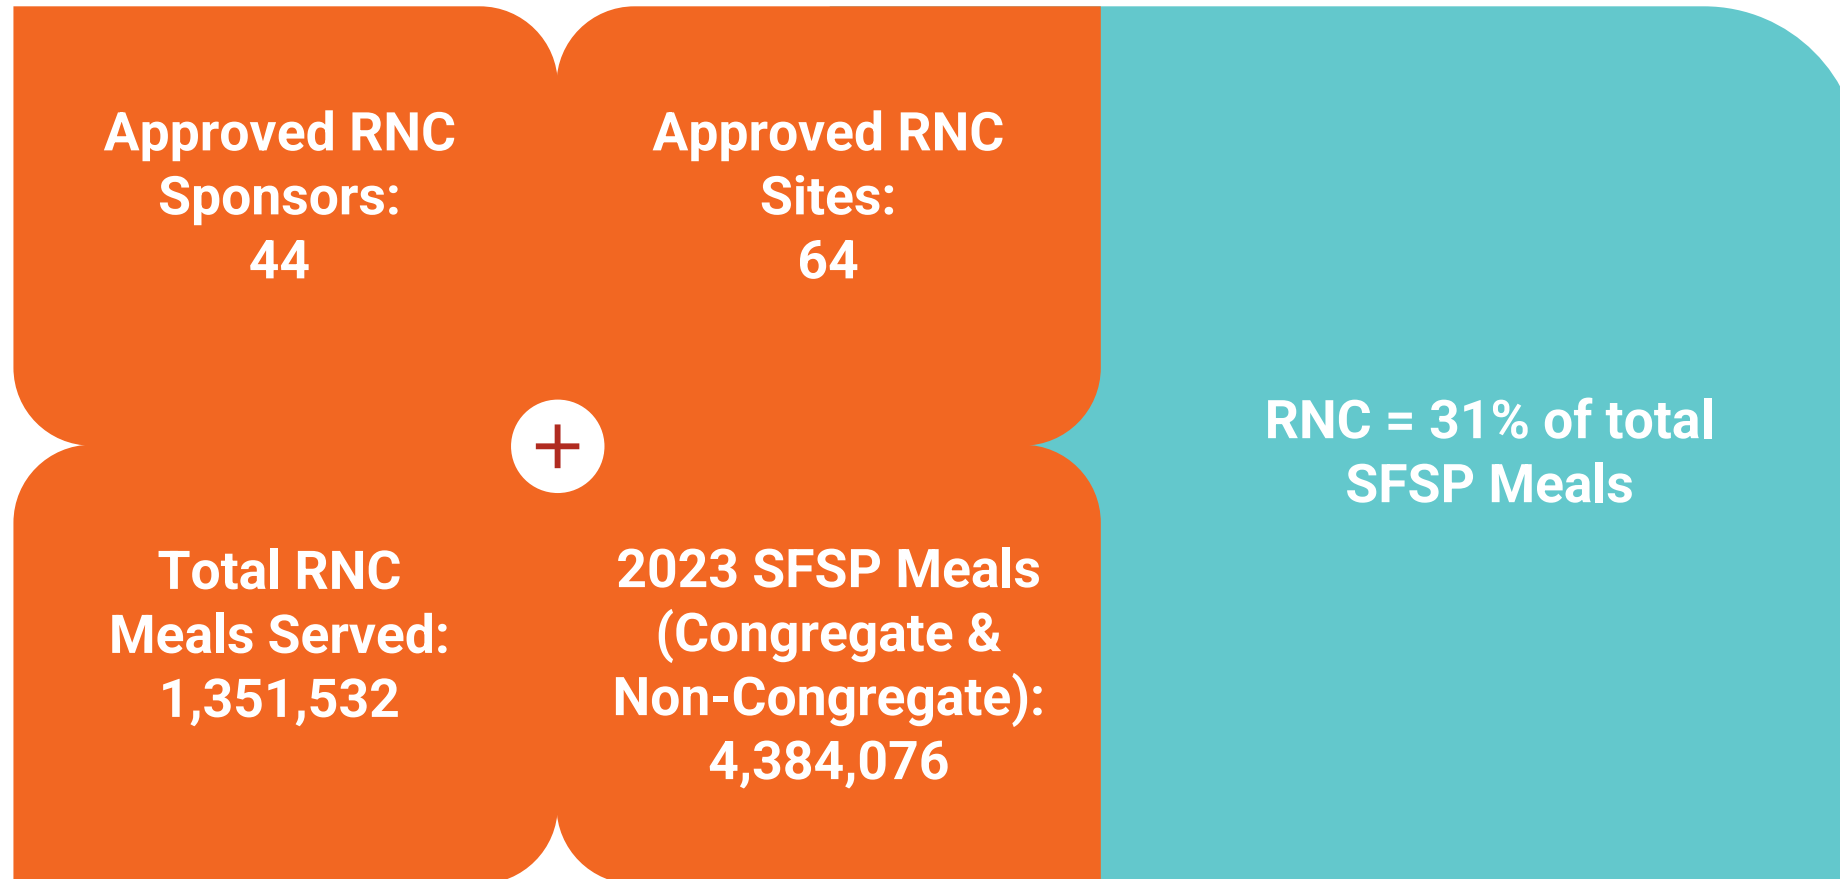 Approved RNC
Sponsors:
44
Approved RNC
Sites:
64
Total RNC
Meals Served:
1,351,532
2023 SFSP Meals
(Congregate &
Non-Congregate):
4,384,076
RNC = 31% of total
SFSP Meals